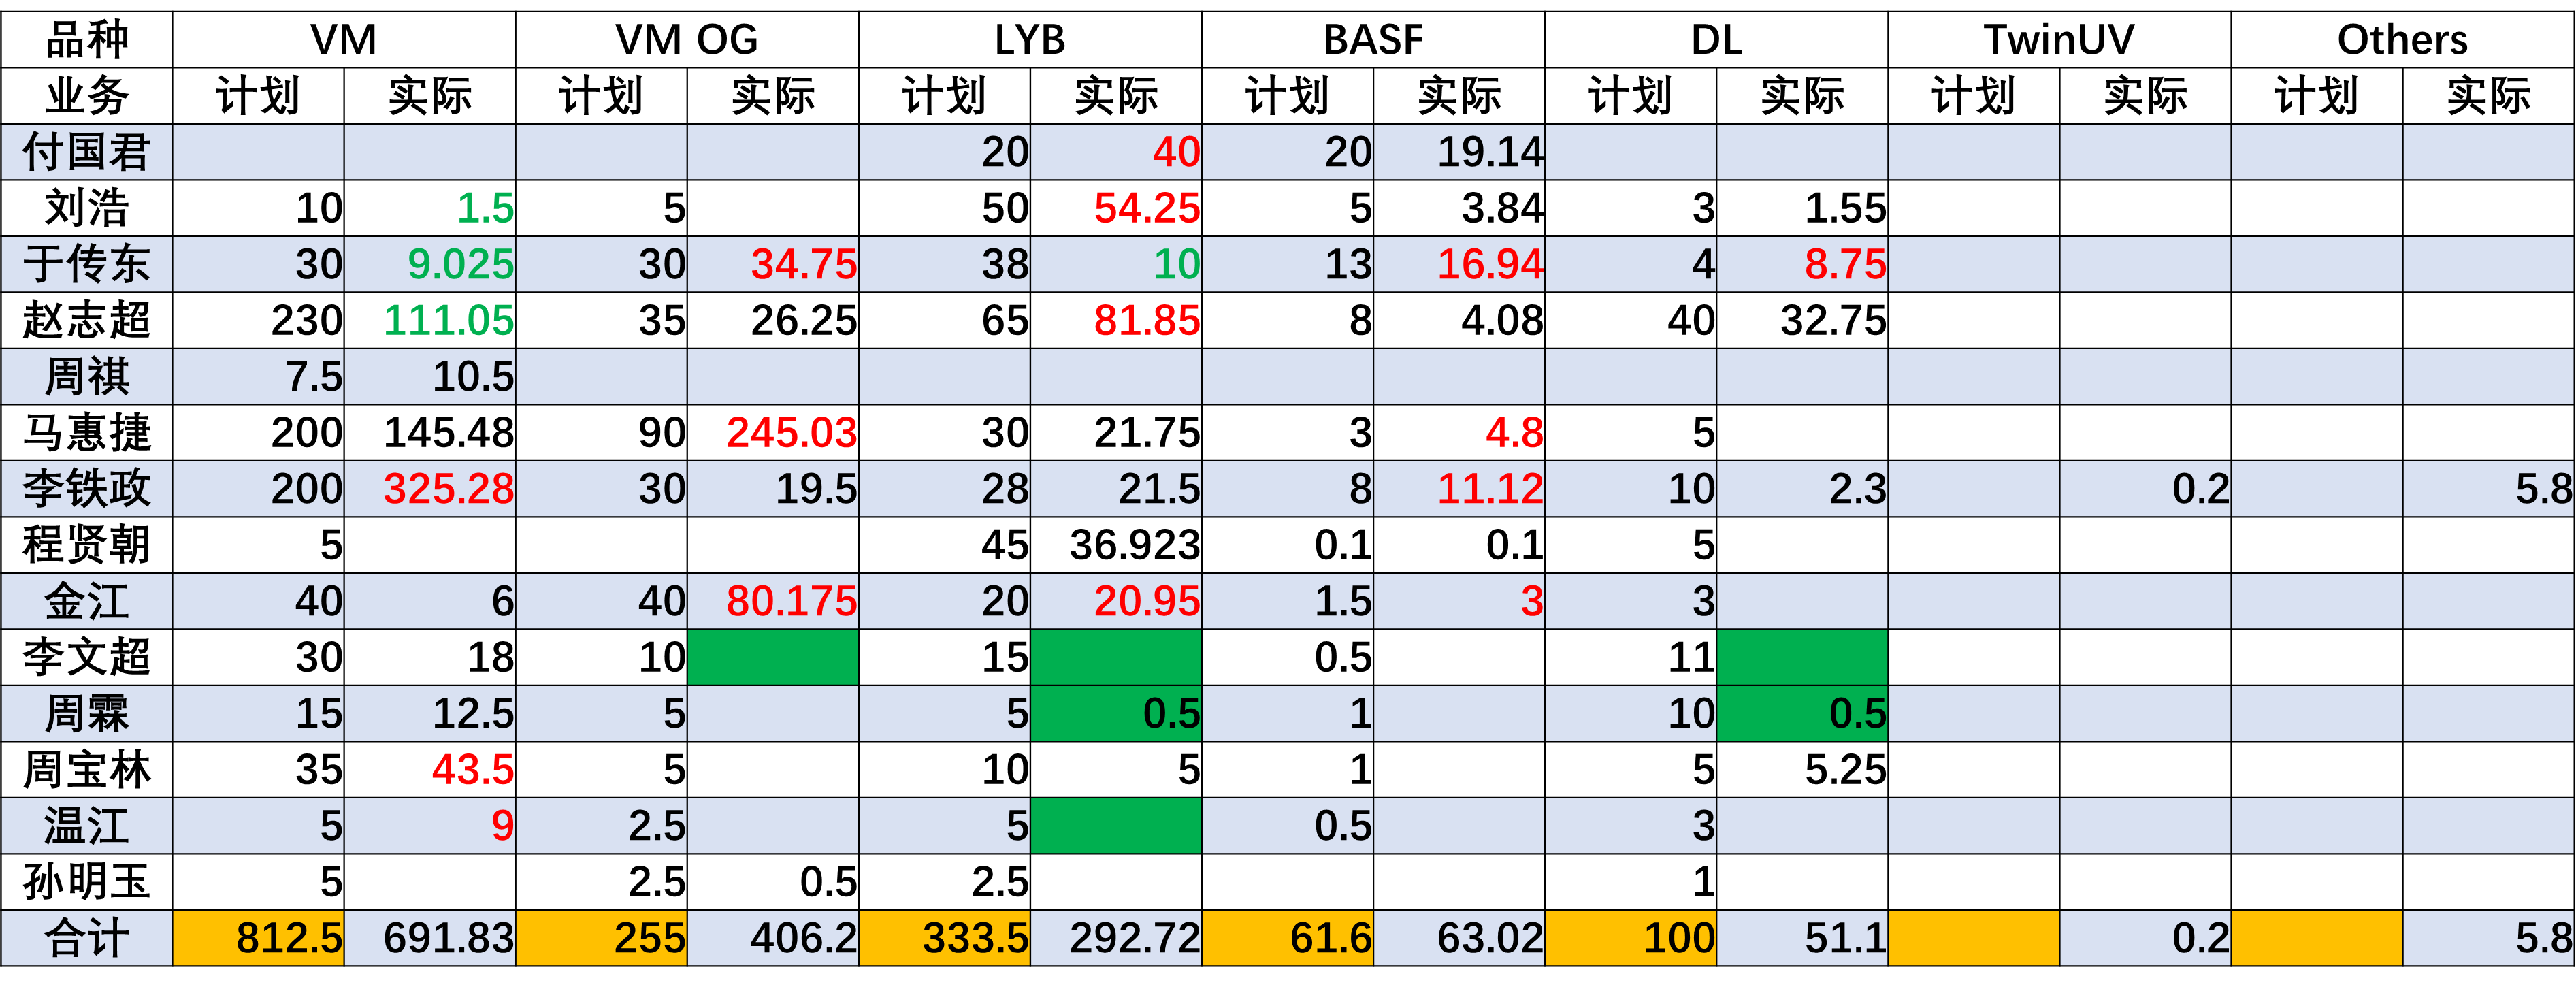 品种 VM VM OG LYB BASF DL TwinUV Others
业务 计划 实际 计划 实际 计划 实际 计划 实际 计划 实际 计划 实际 计划 实际
付国君 20 40 20 19.14
刘浩 10 1.5 5 50 54.25 5 3.84 3 1.55
于传东 30 9.025 30 34.75 38 10 13 16.94 4 8.75
赵志超 230 111.05 35 26.25 65 81.85 8 4.08 40 32.75
周祺 7.5 10.5
马惠捷 200 145.48 90 245.03 30 21.75 3 4.8 5
李铁政 200 325.28 30 19.5 28 21.5 8 11.12 10 2.3 0.2 5.8
程贤朝 5 45 36.923 0.1 0.1 5
金江 40 6 40 80.175 20 20.95 1.5 3 3
李文超 30 18 10 15 0.5 11
周霖 15 12.5 5 5 0.5 1 10 0.5
周宝林 35 43.5 5 10 5 1 5 5.25
温江 5 9 2.5 5 0.5 3
孙明玉 5 2.5 0.5 2.5 1
合计 812.5 691.83 255 406.2 333.5 292.72 61.6 63.02 100 51.1 0.2 5.8